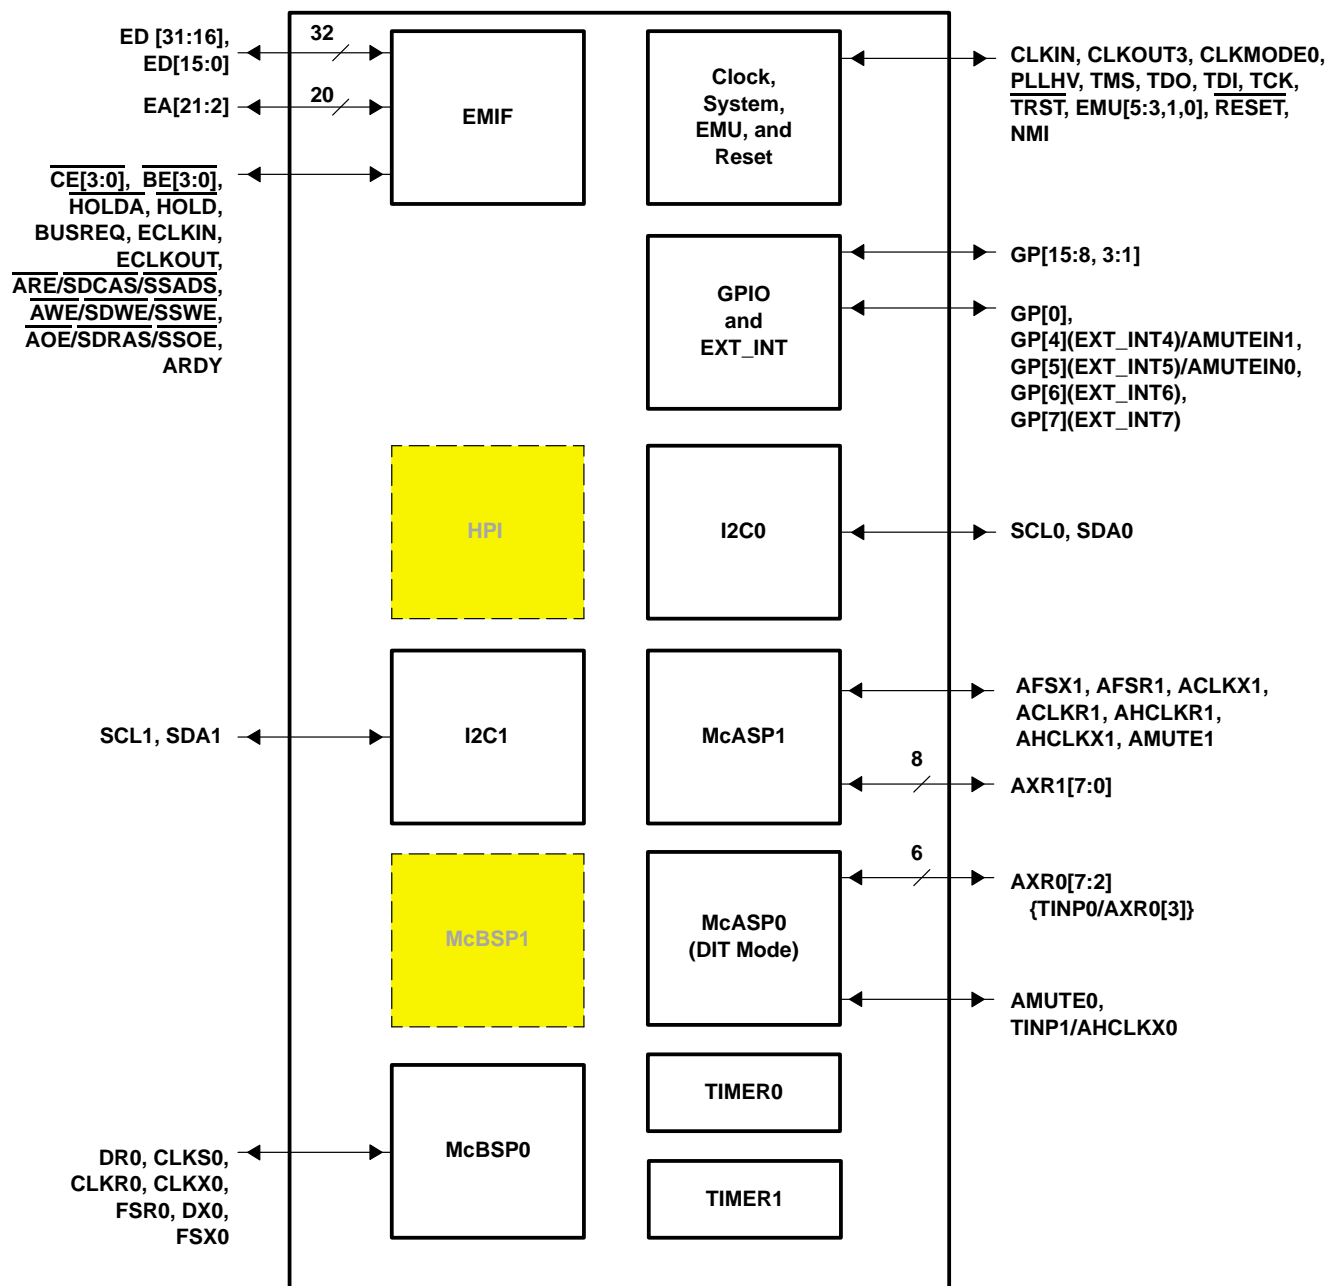 ED [31:16],
ED[15:0]
32
EA[21:2]
20
CE[3:0], BE[3:0],
HOLDA, HOLD,
BUSREQ, ECLKIN,
ECLKOUT,
ARE/SDCAS/SSADS,
AWE/SDWE/SSWE,
AOE/SDRAS/SSOE,
ARDY
EMIF
Clock,
System,
EMU, and
Reset
CLKIN, CLKOUT3, CLKMODE0,
PLLHV, TMS, TDO, TDI, TCK,
TRST, EMU[5:3,1,0], RESET,
NMI
GPIO
and
EXT_INT
GP[15:8, 3:1]
GP[0],
GP[4](EXT_INT4)/AMUTEIN1,
GP[5](EXT_INT5)/AMUTEIN0,
GP[6](EXT_INT6),
GP[7](EXT_INT7)
HPI
I2C0
SCL0, SDA0
SCL1, SDA1
I2C1
McASP1
AFSX1, AFSR1, ACLKX1,
ACLKR1, AHCLKR1,
AHCLKX1, AMUTE1
8
AXR1[7:0]
McBSP1
McASP0
(DIT Mode)
6
AXR0[7:2]
{TINP0/AXR0[3]}
AMUTE0,
TINP1/AHCLKX0
DR0, CLKS0,
CLKR0, CLKX0,
FSR0, DX0,
FSX0
McBSP0
TIMER0
TIMER1